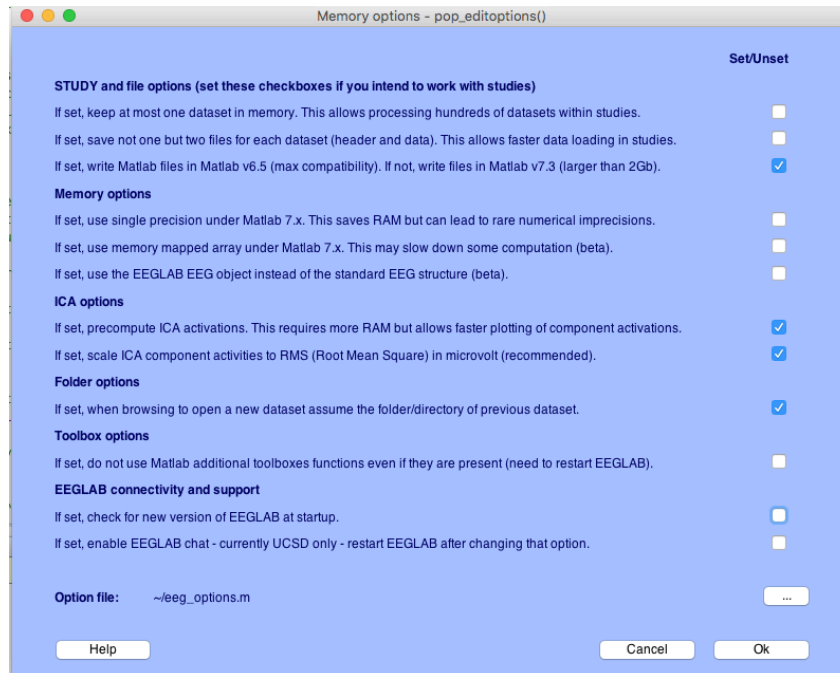 Memory options - pop_editoptions()
Set/Unset
STUDY and file options (set these checkboxes if you intend to work with studies)
If set, keep at most one dataset in memory. This allows processing hundreds of datasets within studies.
If set, save not one but two files for each dataset (header and data). This allows faster data loading in studies.
If set, write Matlab files in Matlab v6.5 (max compatibility). If not, write files in Matlab v7.3 (larger than 2Gb).
Memory options
If set, use single precision under Matlab 7.x. This saves RAM but can lead to rare numerical imprecisions.
If set, use memory mapped array under Matlab 7.x. This may slow down some computation (beta).
If set, use the EEGLAB EEG object instead of the standard EEG structure (beta).
ICA options
If set, precompute ICA activations. This requires more RAM but allows faster plotting of component activations.
If set, scale ICA component activities to RMS (Root Mean Square) in microvolt (recommended).
Folder options
If set, when browsing to open a new dataset assume the folder/directory of previous dataset.
Toolbox options
If set, do not use Matlab additional toolboxes functions even if they are present (need to restart EEGLAB).
EEGLAB connectivity and support
If set, check for new version of EEGLAB at startup.
If set, enable EEGLAB chat - currently UCSD only - restart EEGLAB after changing that option.
Option file: ~/eeg_options.m ...
Help Cancel Ok